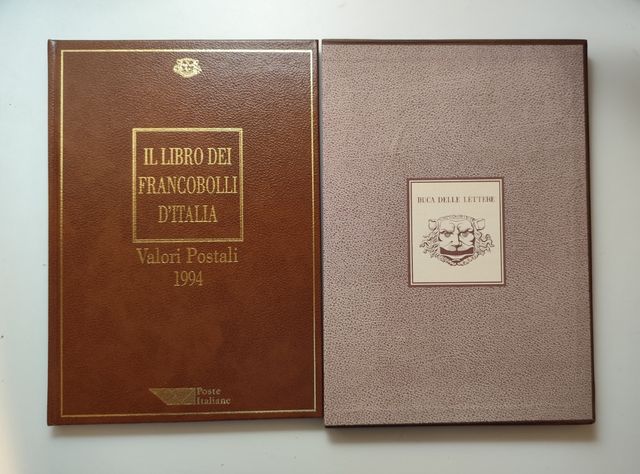 IL LIBRO DEI
FRANCOBOLLI
D'ITALIA
Valori Postali
1994
Poste
Italiane
BUCA DELLE LETTERE